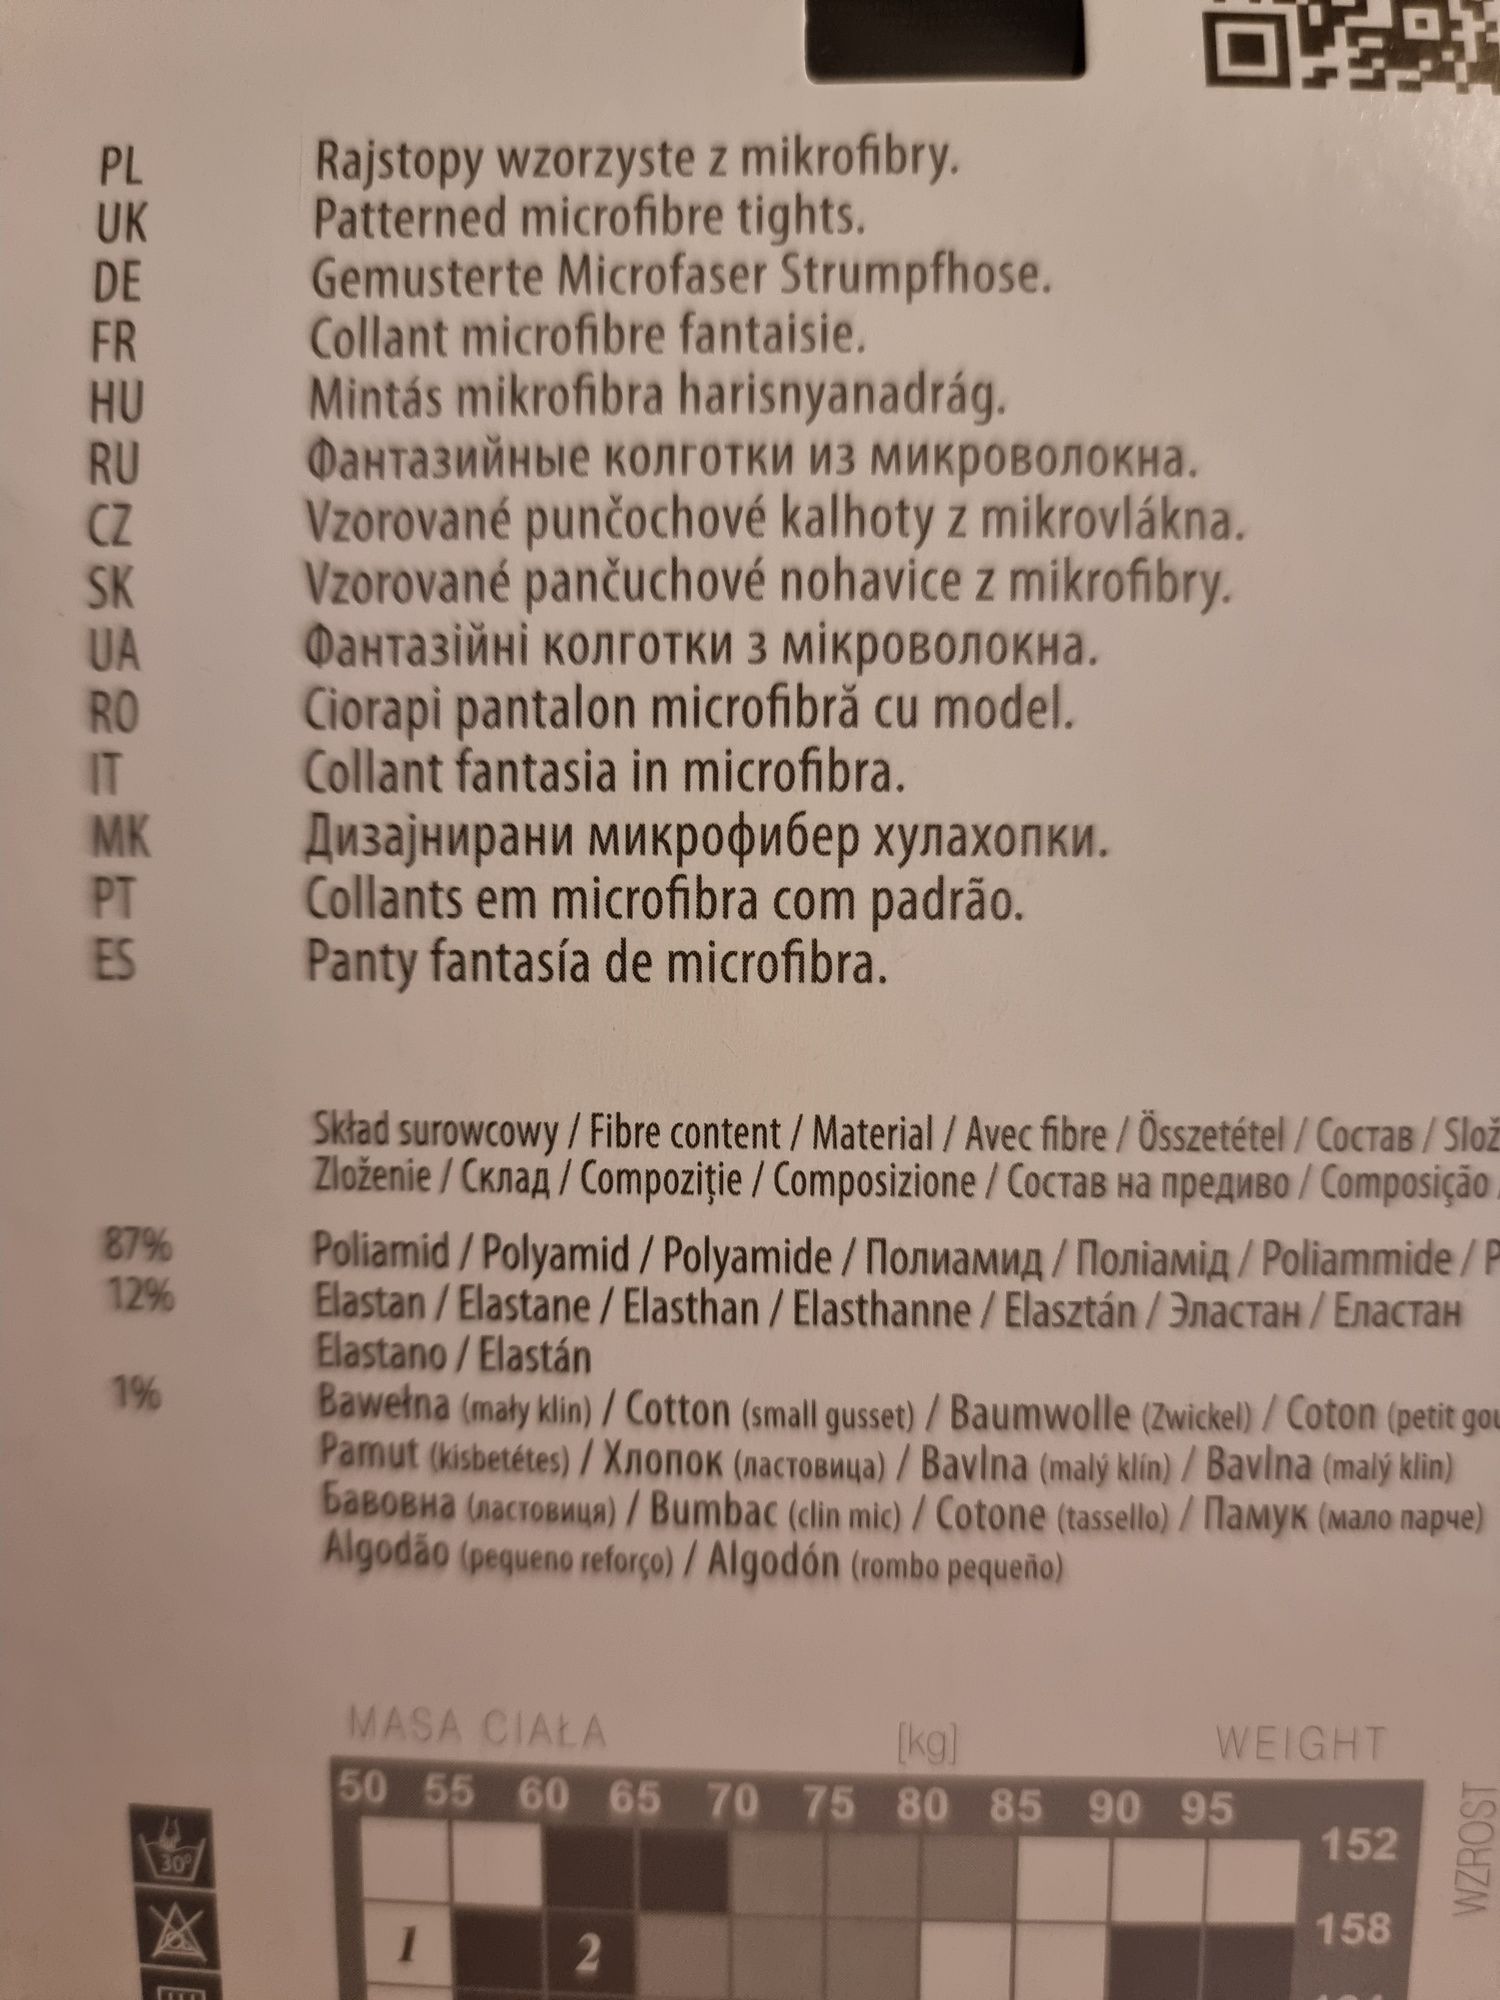 PL Rajstopy wzorzyste z mikrofibry.
UK Patterned microfibre tights.
DE Gemusterte Microfaser Strumpfhose.
FR Collant microfibre fantaisie.
HU Mintás mikrofibra harisnyanadrág.
RU Фантазийные колготки из микроволокна.
CZ Vzorované punčochové kalhoty z mikrovlákna.
SK Vzorované pančuchové nohavice z mikrofibry.
UA Фантазійні колготки з мікроволокна.
RO Ciorapi pantalon microfibră cu model.
IT Collant fantasia in microfibra.
MK Дизајнирани микрофибер хулахопки.
PT Collants em microfibra com padrão.
ES Panty fantasía de microfibra.
Skład surowcowy / Fibre content / Material / Avec fibre / Összetétel / Состав /
Zloženie / Склад / Compoziţie / Composizione / Состав на предиво / Composição
87% Poliamid / Polyamid / Polyamide / Полиамид / Поліамід / Poliammide /
12% Elastan / Elastane / Elasthan / Elasthanne / Elasztán / Эластан / Еластан
Elastano / Elastán
1% Bawełna (mały klin) / Cotton (small gusset) / Baumwolle (Zwickel) / Coton (petit
Pamut (kisbetétes) / Хлопок (ластовица) / Bavlna (malý klín) / Bavlna (malý klin)
Бавовна (ластовиця) / Bumbac (clin mic) / Cotone (tassello) / Памук (мало парче)
Algodão (pequeno reforço) / Algodón (rombo pequeño)
MASA CIAŁA [kg] WEIGHT
50 55 60 65 70 75 80 85 90 95
152
WZROST
30°
1 2 158